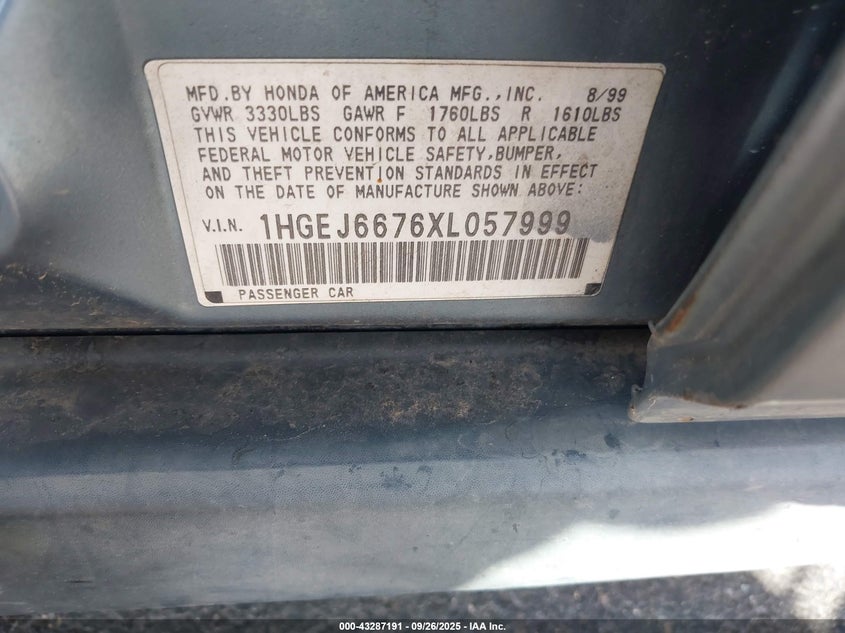 MFD.BY HONDA OF AMERICA MFG.,INC. 8/99
GVWR 3330LBS GAWR F 1760LBS R 1610LBS
THIS VEHICLE CONFORMS TO ALL APPLICABLE
FEDERAL MOTOR VEHICLE SAFETY,BUMPER,
AND THEFT PREVENTION STANDARDS IN EFFECT
ON THE DATE OF MANUFACTURE SHOWN ABOVE:
V.I.N. 1HGEJ6676XL057999
PASSENGER CAR
000-43287191 - 09/26/2025 - IAA Inc.